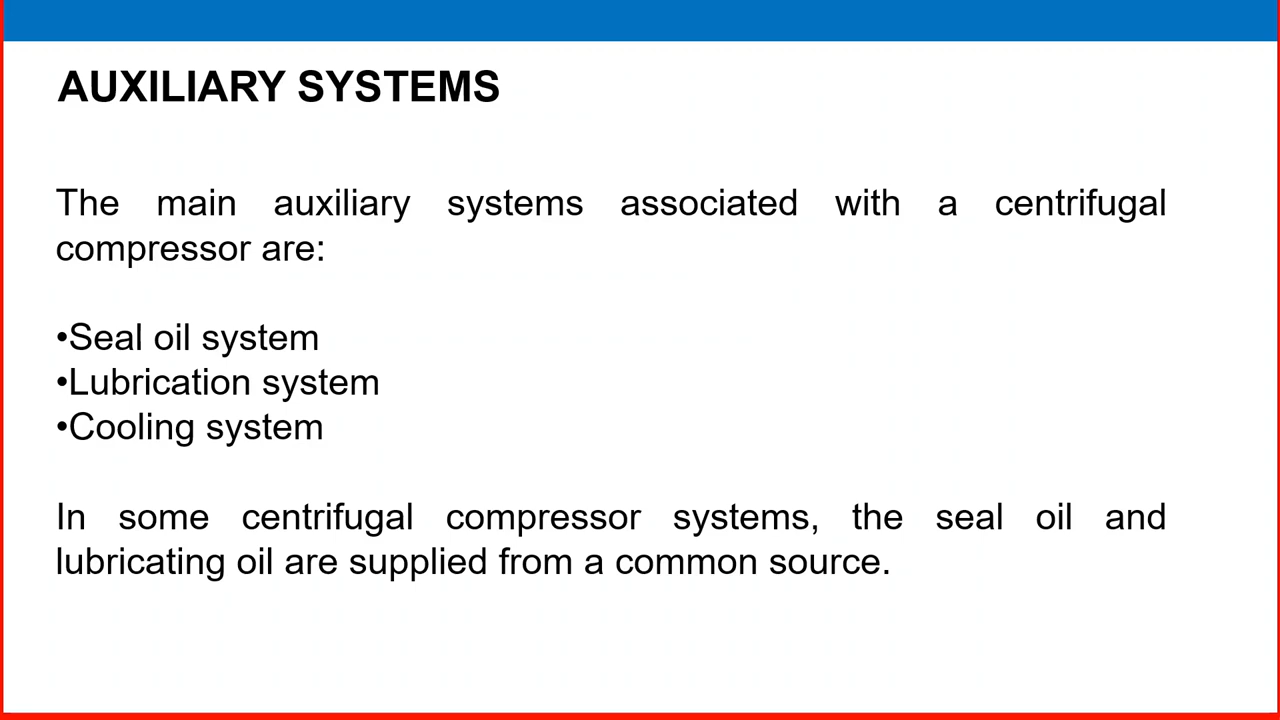 AUXILIARY SYSTEMS
The main auxiliary systems associated with a centrifugal
compressor are:
•Seal oil system
•Lubrication system
•Cooling system
In some centrifugal compressor systems, the seal oil and
lubricating oil are supplied from a common source.